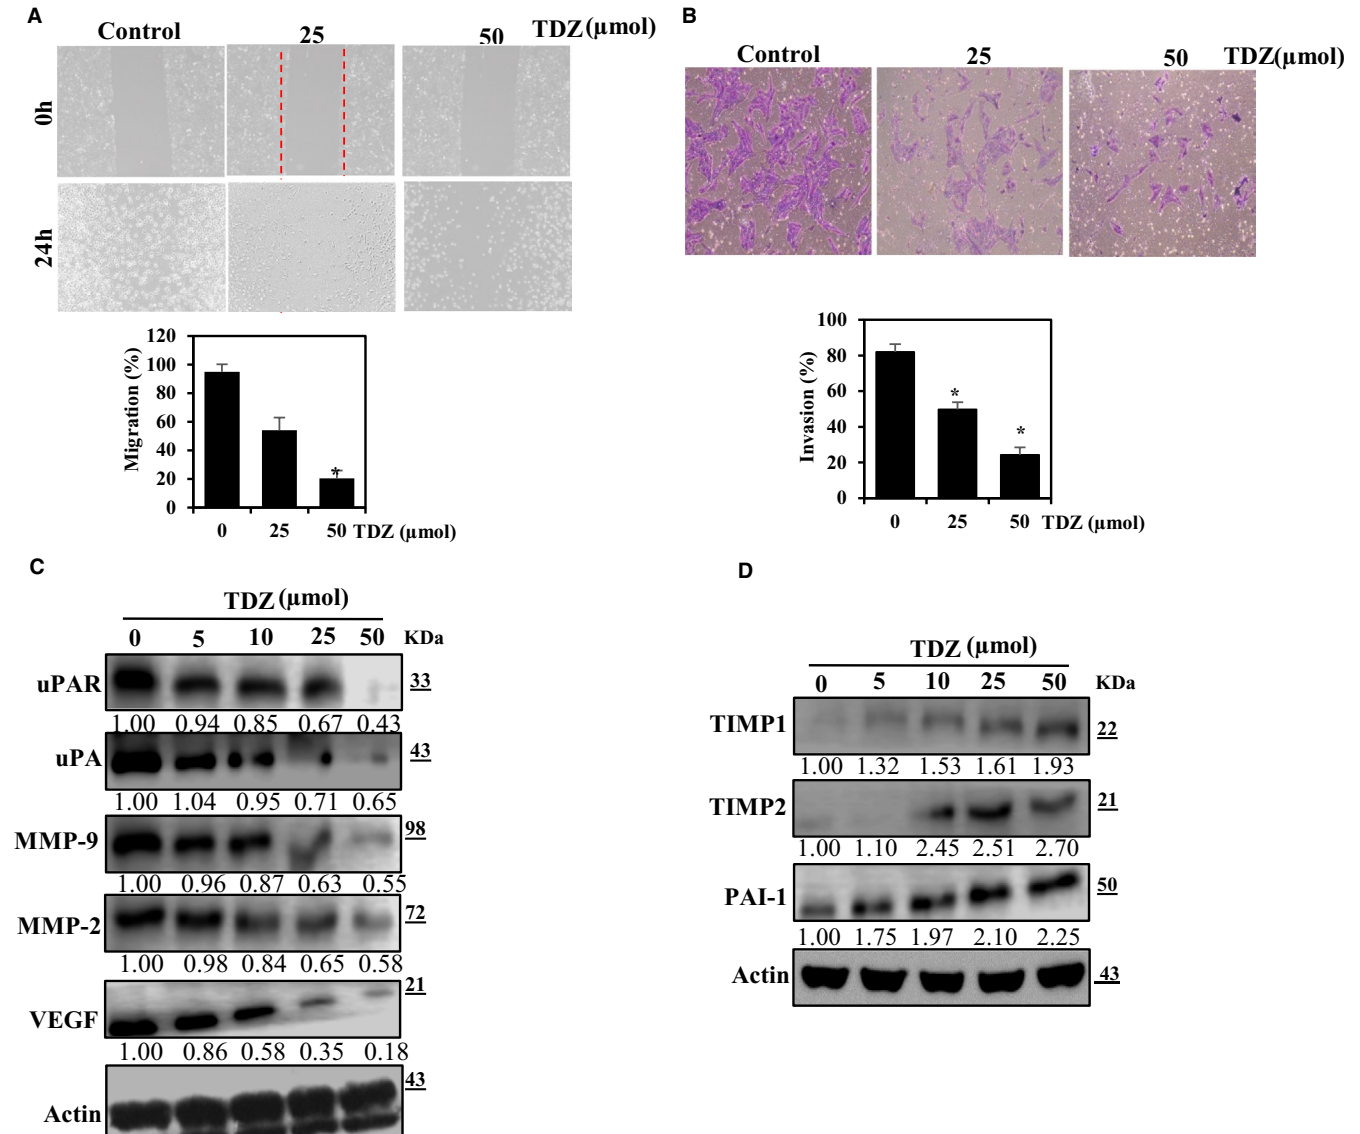 A
Control 25 50 TDZ (µmol)
0h
24h
120
100
80
60
40
20
0
Migration (%)
*
0 25 50 TDZ (µmol)
B
Control 25 50 TDZ(µmol)
100
80
60
40
20
0
Invasion (%)
*
*
0 25 50 TDZ (µmol)
C
TDZ (µmol)
0 5 10 25 50 KDa
uPAR 33
1.00 0.94 0.85 0.67 0.43
uPA 43
1.00 1.04 0.95 0.71 0.65
MMP-9 98
1.00 0.96 0.87 0.63 0.55
MMP-2 72
1.00 0.98 0.84 0.65 0.58
VEGF 21
1.00 0.86 0.58 0.35 0.18
Actin 43
D
TDZ (µmol)
0 5 10 25 50 KDa
TIMP1 22
1.00 1.32 1.53 1.61 1.93
TIMP2 21
1.00 1.10 2.45 2.51 2.70
PAI-1 50
1.00 1.75 1.97 2.10 2.25
Actin 43